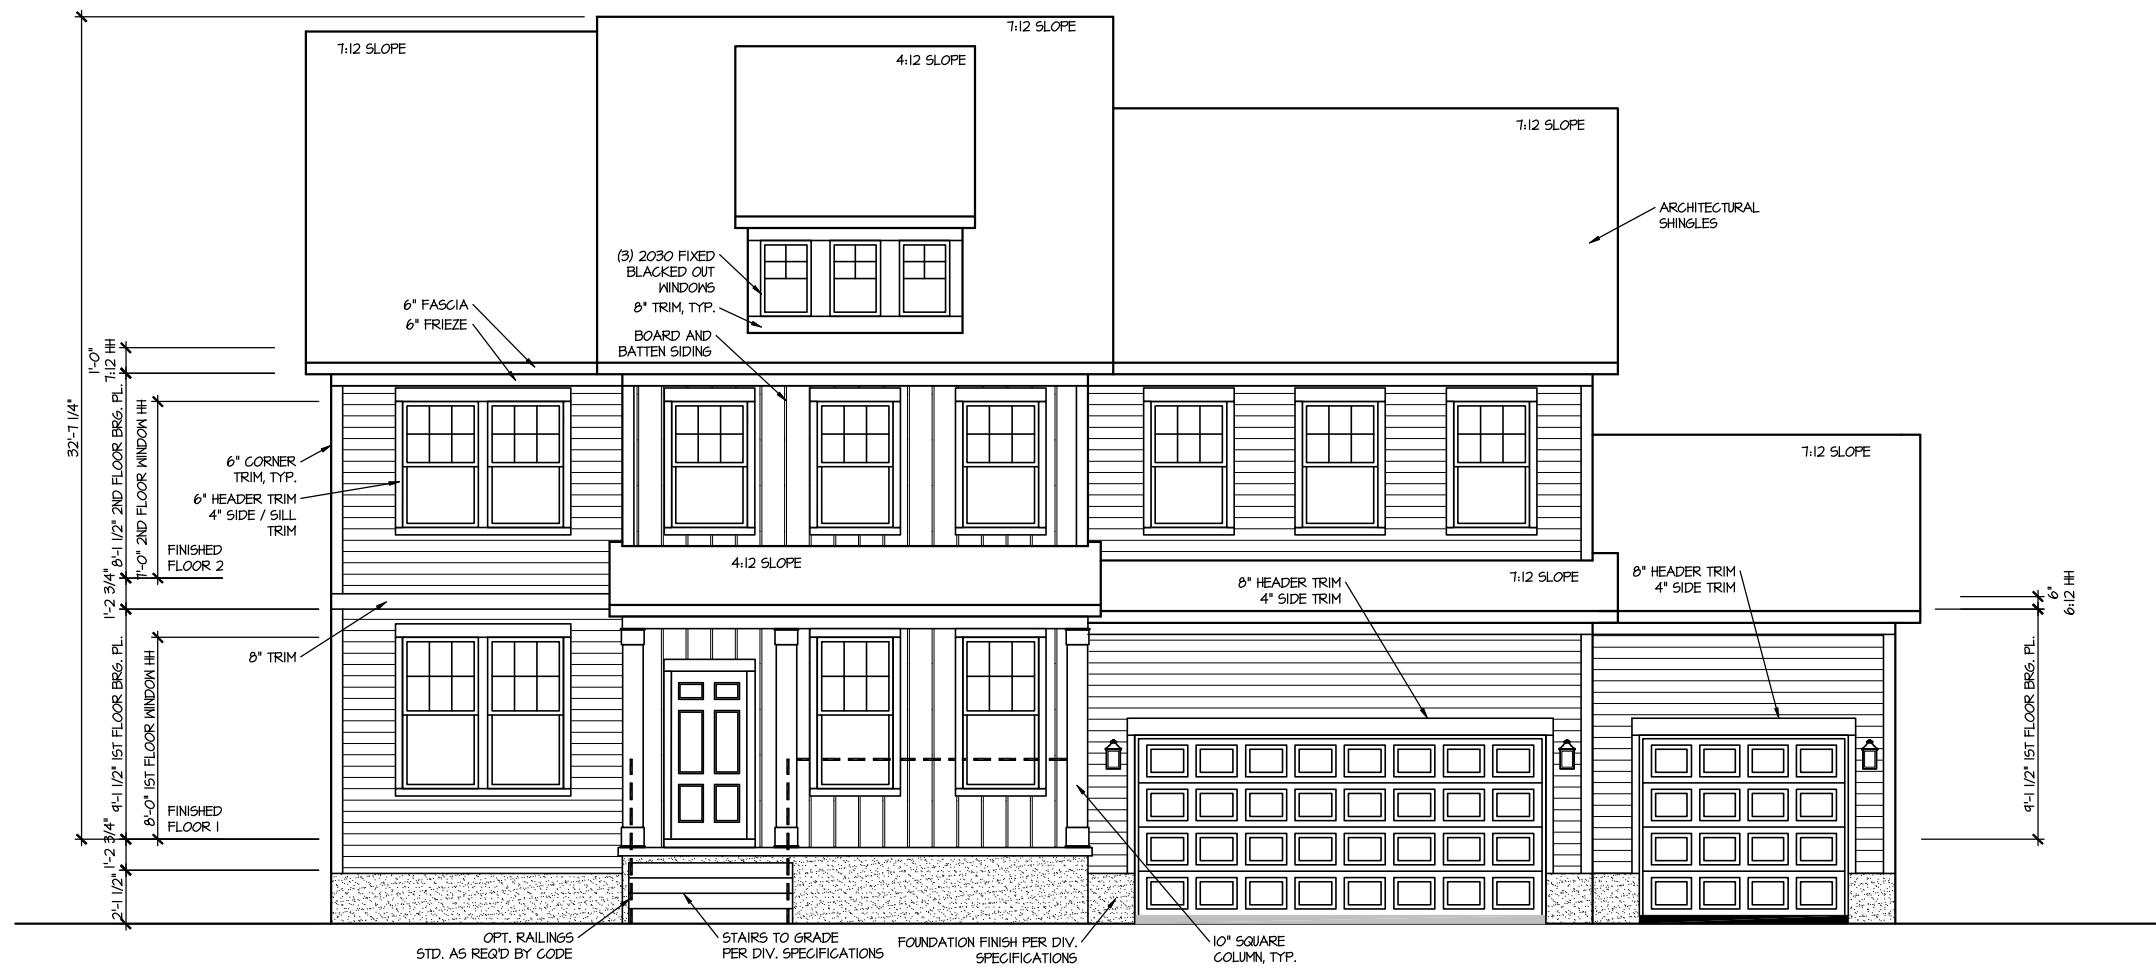 7:12 SLOPE
7:12 SLOPE
4:12 SLOPE
7:12 SLOPE
ARCHITECTURAL
SHINGLES
(3) 2030 FIXED
BLACKED OUT
WINDOWS
8" TRIM, TYP.
BOARD AND
BATTEN SIDING
6" FASCIA
6" FRIEZE
32'-7 1/4"
1'-0"
7:12 HH
8'-1 1/2" 2ND FLOOR BRG. PL.
7'-0" 2ND FLOOR WINDOW HH
6" CORNER
TRIM, TYP.
6" HEADER TRIM
4" SIDE / SILL
TRIM
FINISHED
FLOOR 2
1'-2 3/4"
7:12 SLOPE
4:12 SLOPE
7:12 SLOPE
8" HEADER TRIM
4" SIDE TRIM
8" HEADER TRIM
4" SIDE TRIM
6"
6:12 HH
8" TRIM
9'-1 1/2" 1ST FLOOR BRG. PL.
8'-0" 1ST FLOOR WINDOW HH
9'-1 1/2" 1ST FLOOR BRG. PL.
FINISHED
FLOOR 1
1'-2 3/4"
2'-1 1/2"
OPT. RAILINGS
STD. AS REQ'D BY CODE
STAIRS TO GRADE
PER DIV. SPECIFICATIONS
FOUNDATION FINISH PER DIV.
SPECIFICATIONS
10" SQUARE
COLUMN, TYP.